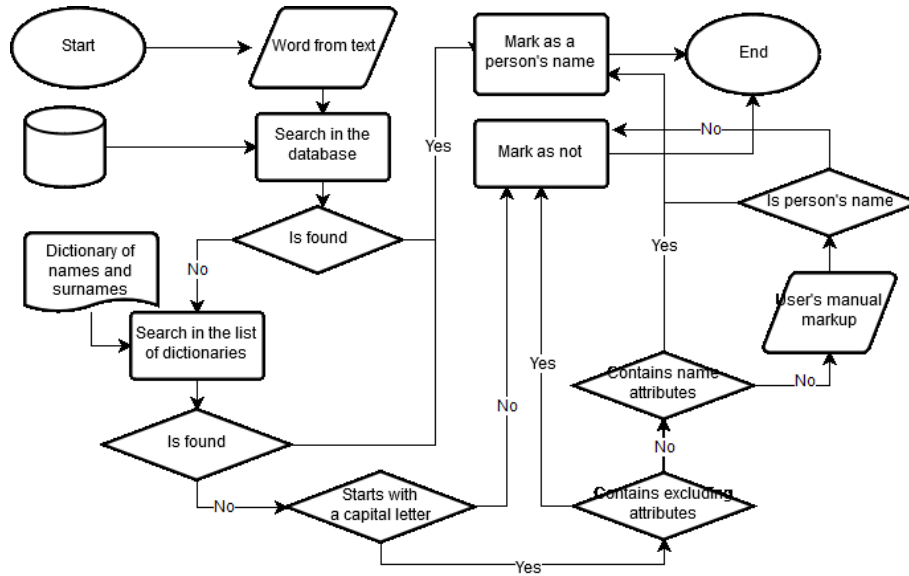 Start
Word from text
Mark as a
person's name
End
Search in the
database
Yes
Mark as not
No
Is found
Is person's name
Dictionary of
names and
surnames
No
Yes
User's manual
markup
Search in the list
of dictionaries
Yes
Contains name
attributes
No
No
Is found
No
No
Starts with
a capital letter
Contains excluding
attributes
Yes